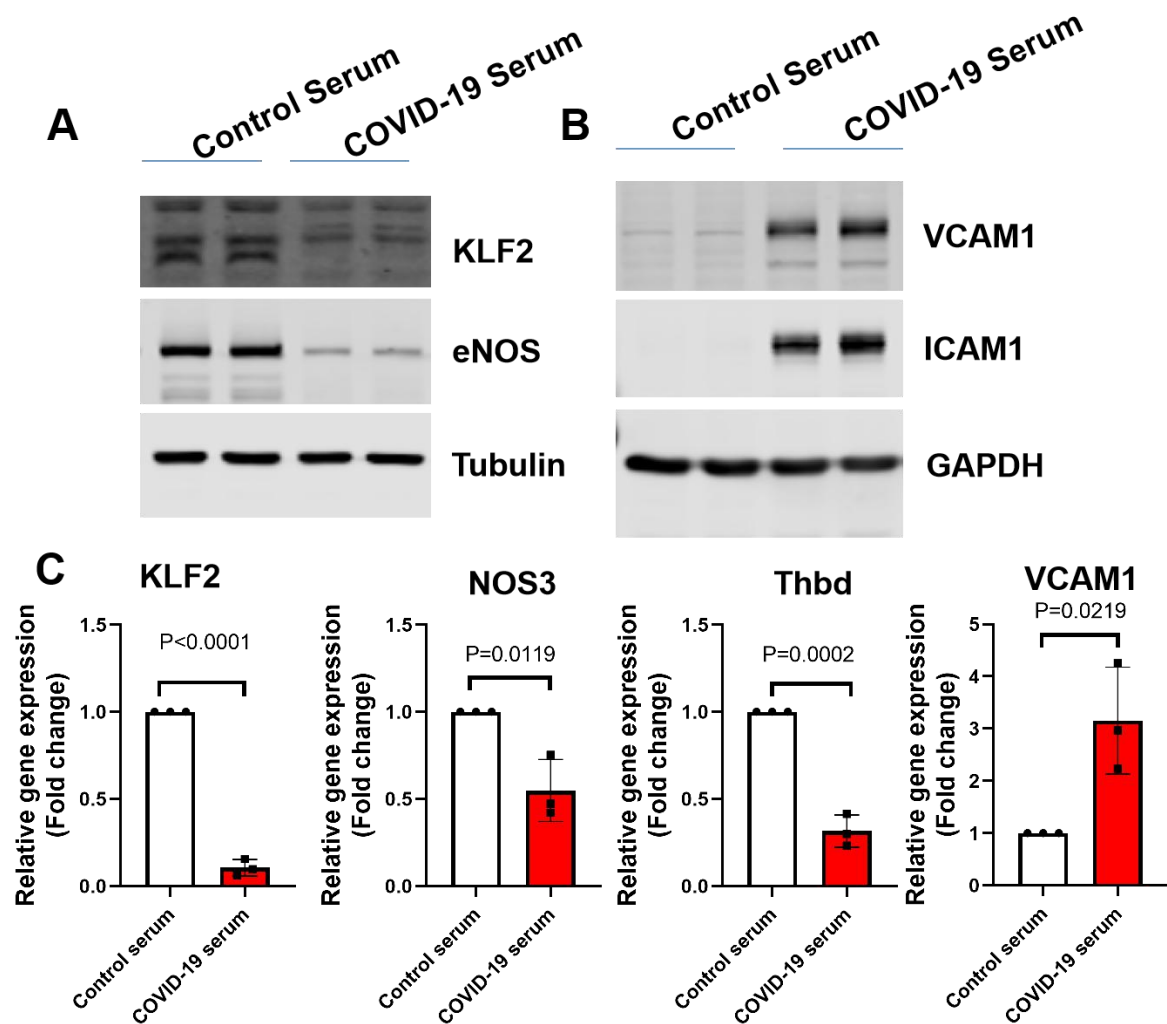 A
Control Serum
COVID-19 Serum
KLF2
eNOS
Tubulin
B
Control Serum
COVID-19 Serum
VCAM1
ICAM1
GAPDH
C
KLF2
Relative gene expression
(Fold change)
1.5
1.0
0.5
0.0
P<0.0001
Control serum
COVID-19 serum
NOS3
Relative gene expression
(Fold change)
1.5
1.0
0.5
0.0
P=0.0119
Control serum
COVID-19 serum
Thbd
Relative gene expression
(Fold change)
1.5
1.0
0.5
0.0
P=0.0002
Control serum
COVID-19 serum
VCAM1
Relative gene expression
(Fold change)
5
4
3
2
1
0
P=0.0219
Control serum
COVID-19 serum